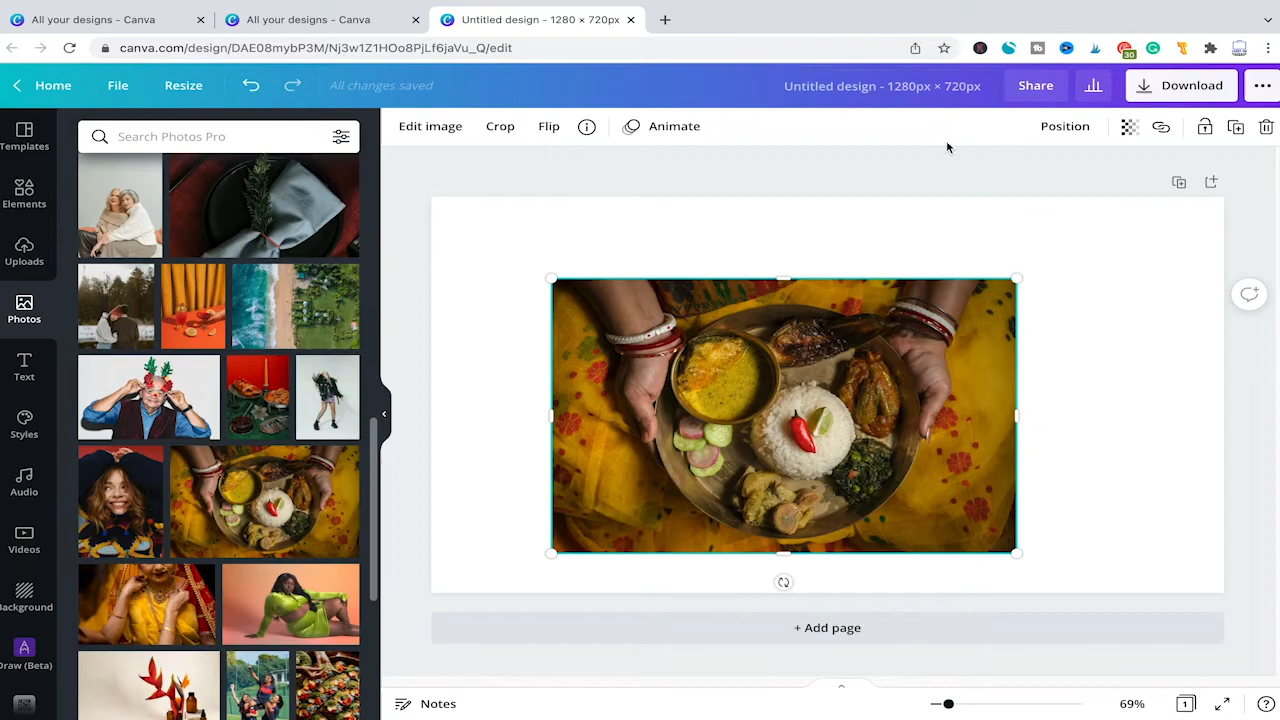 All your designs - Canva
All your designs - Canva
Untitled design - 1280 × 720px
canva.com/design/DAE08mybP3M/Nj3w1Z1HOo8PjLf6jaVu_Q/edit
30
Home
File
Resize
All changes saved
Untitled design - 1280px × 720px
Share
Download
Templates
Elements
Uploads
Photos
Text
Styles
Audio
Videos
Background
Draw (Beta)
Search Photos Pro
Edit image
Crop
Flip
Animate
Position
+ Add page
Notes
69%
1